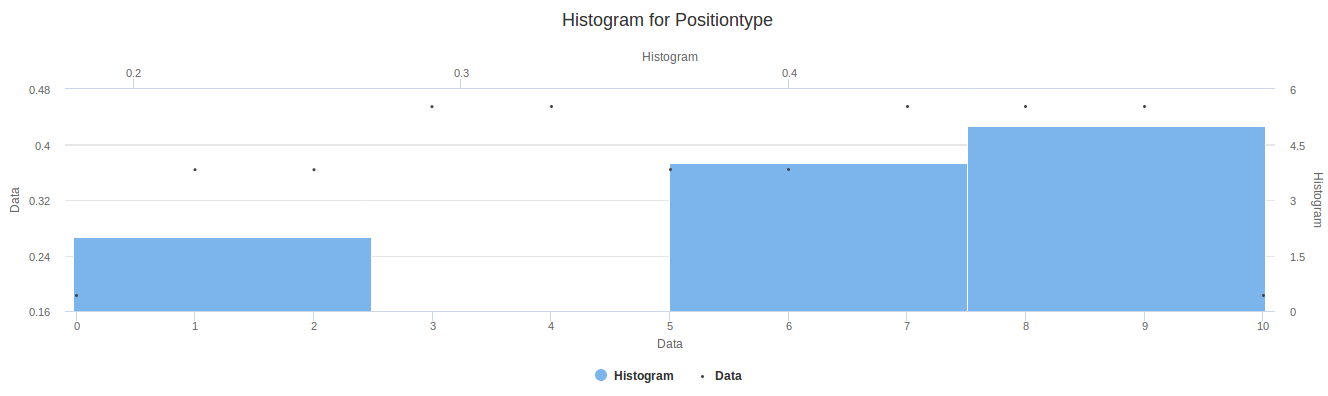 Histogram for Positiontype
Histogram
0.2 0.3 0.4
0.48 6
0.4 4.5
0.32 3
0.24 1.5
0.16 0
Data
Histogram
0 1 2 3 4 5 6 7 8 9 10
Data
Histogram Data